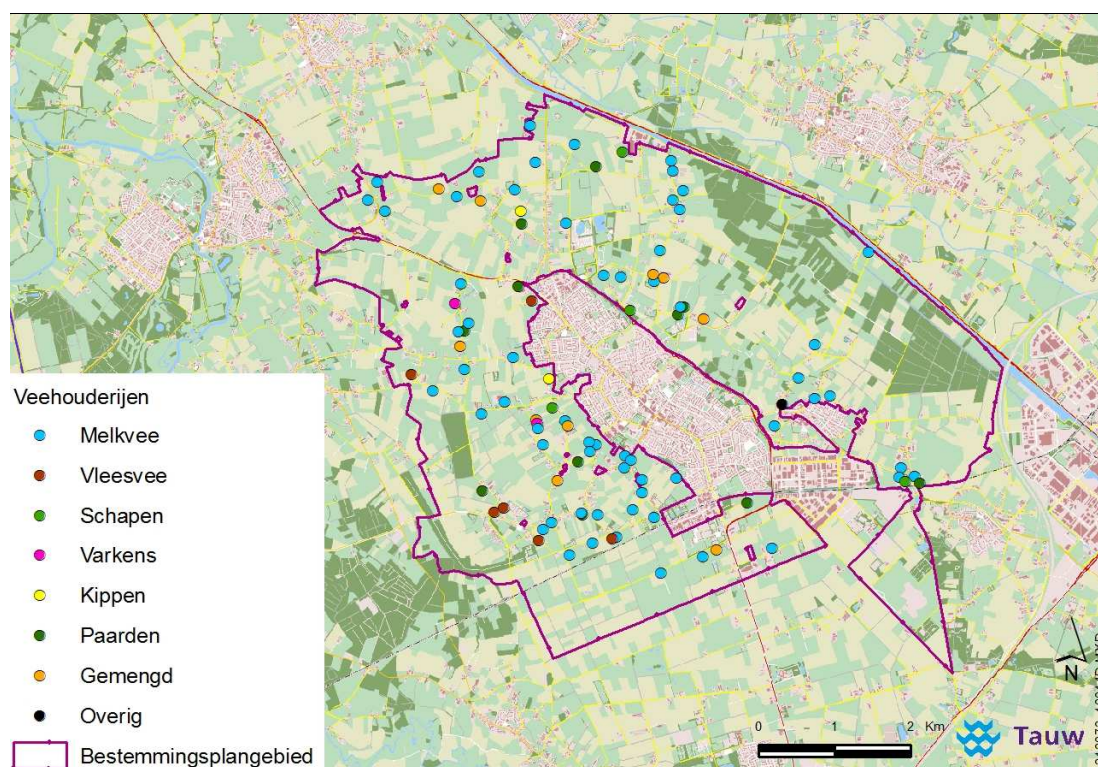 Veehouderijen
Melkvee
Vleesvee
Schapen
Varkens
Kippen
Paarden
Gemengd
Overig
Bestemmingsplangebied
0 1 2 Km
N
Tauw